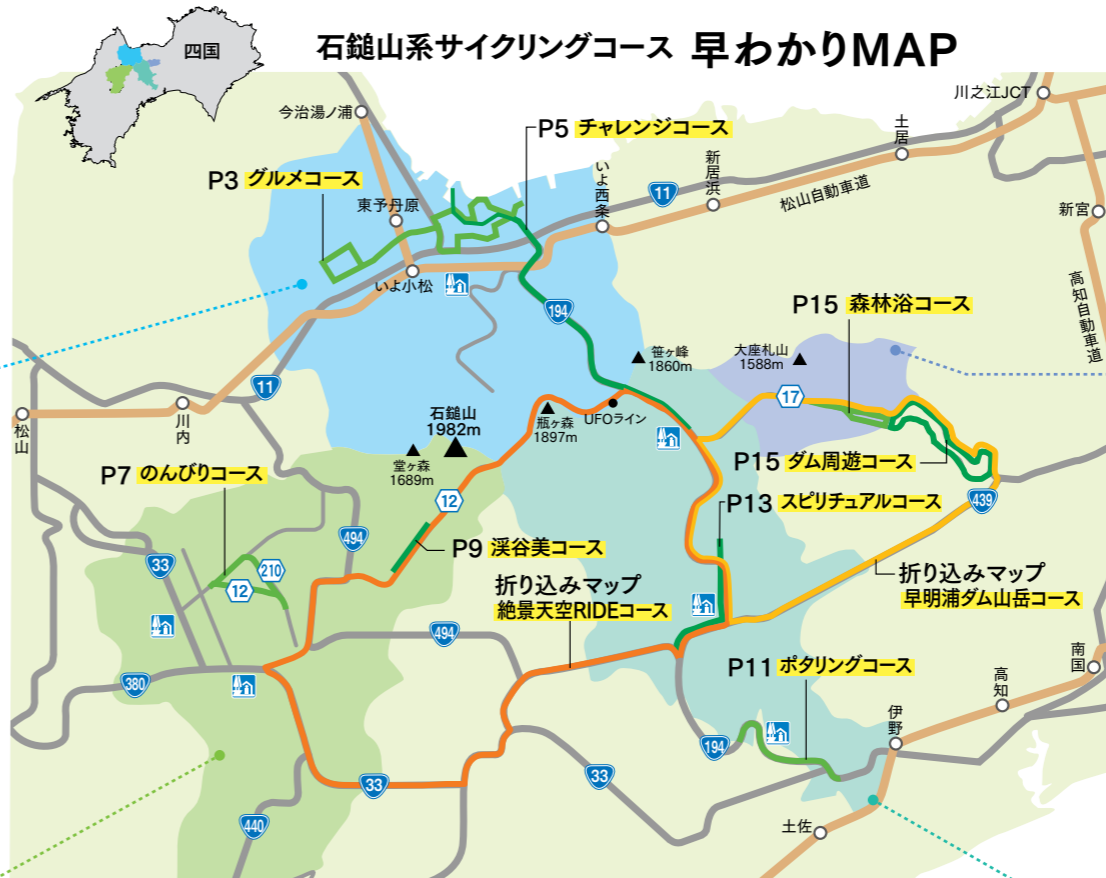 四国
石鎚山系サイクリングコース 早わかりMAP
川之江JCT
今治湯ノ浦
土居
P5 チャレンジコース
新居浜
いよ西条
11
松山自動車道
P3 グルメコース
東予丹原
新宮
いよ小松
高知自動車道
194
P15 森林浴コース
笹ヶ峰
1860m
大座礼山
1588m
11
17
川内
松山
石鎚山
1982m
瓶ヶ森
1897m
UFOライン
堂ヶ森
1689m
P15 ダム周遊コース
P7 のんびりコース
12
439
P13 スピリチュアルコース
494
P9 渓谷美コース
33
210
12
折り込みマップ
絶景天空RIDEコース
折り込みマップ
早明浦ダム山岳コース
494
P11 ポタリングコース
南国
高知
380
伊野
194
33
33
440
土佐